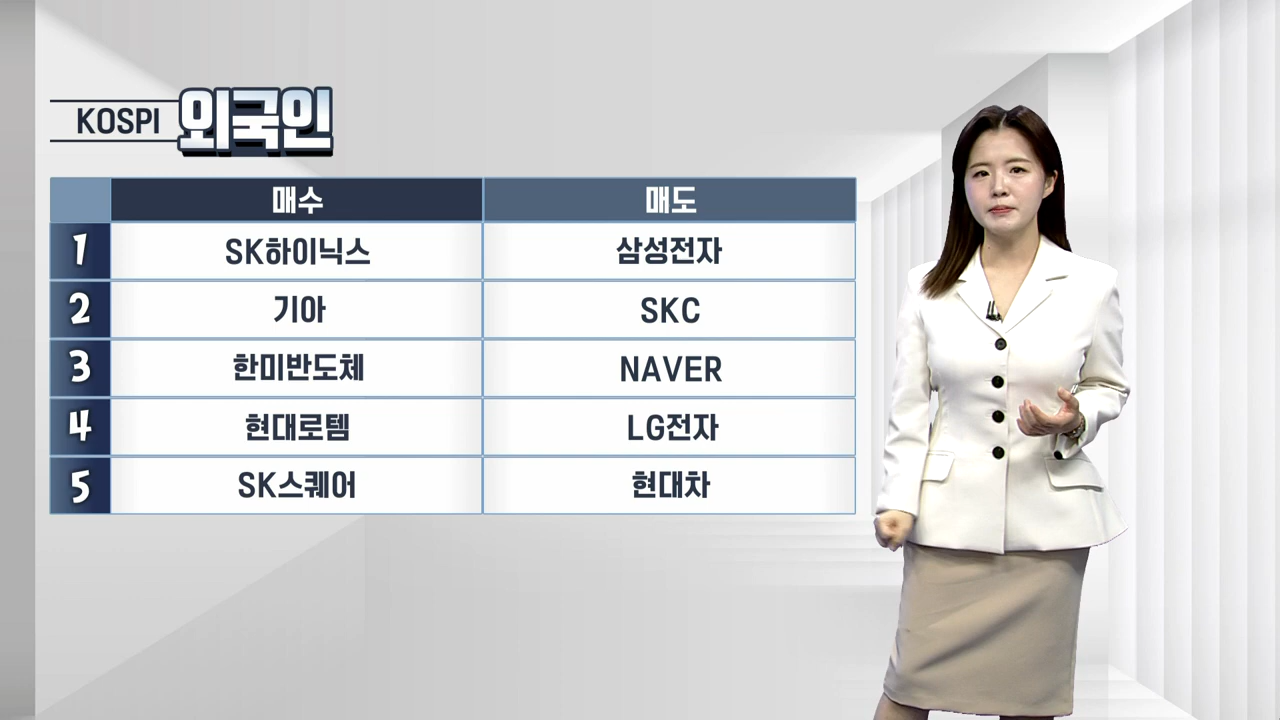 KOSPI 외국인
매수 매도
1 SK하이닉스 삼성전자
2 기아 SKC
3 한미반도체 NAVER
4 현대로템 LG전자
5 SK스퀘어 현대차